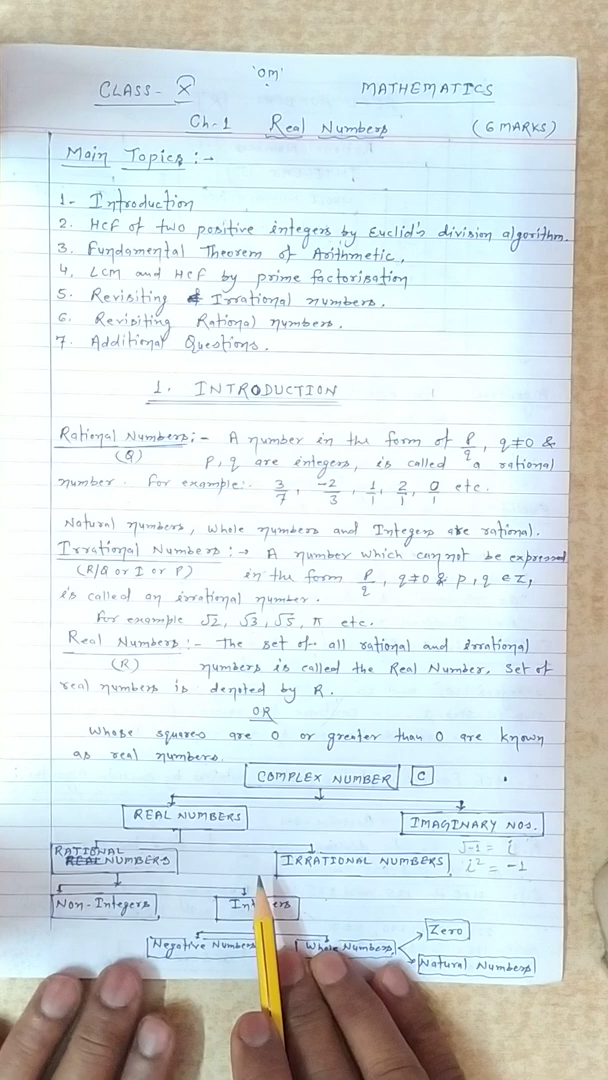 'OM'
CLASS - X MATHEMATICS
Ch-1 Real Numbers (6 MARKS)
Main Topics :-
1- Introduction
2. HCF of two positive integers by Euclid's division algorithm.
3. Fundamental Theorem of Arithmetic,
4, LCM and HCF by prime factorisation
5. Revisiting Irrational numbers.
6. Revisiting Rational numbers.
7. Additional Questions.
1. INTRODUCTION
Rational Numbers :- A number in the form of p/q, q≠0 &
(Q) p, q are integers, is called a rational
number. For example:. 3/7, -2/3, 1/1, 2/1, 0/1 etc.
Natural numbers, whole numbers and Integers are rational.
Irrational Numbers :→ A number which can not be expressed
(R/Q or I or P) in the form p/q, q≠0 & p, q ∈ Z,
is called an irrational number.
For example √2, √3, √5, π etc.
Real Numbers :- The set of all rational and irrational
(R) numbers is called the Real Number. Set of
real numbers is denoted by R.
OR
Whose squares are 0 or greater than 0 are known
as real numbers.
COMPLEX NUMBER C
REAL NUMBERS IMAGINARY NOS.
√-1 = i
RATIONAL NUMBERS IRRATIONAL NUMBERS i² = -1
Non-Integers
Zero
Negative Numbers Whole Numbers
Natural Numbers